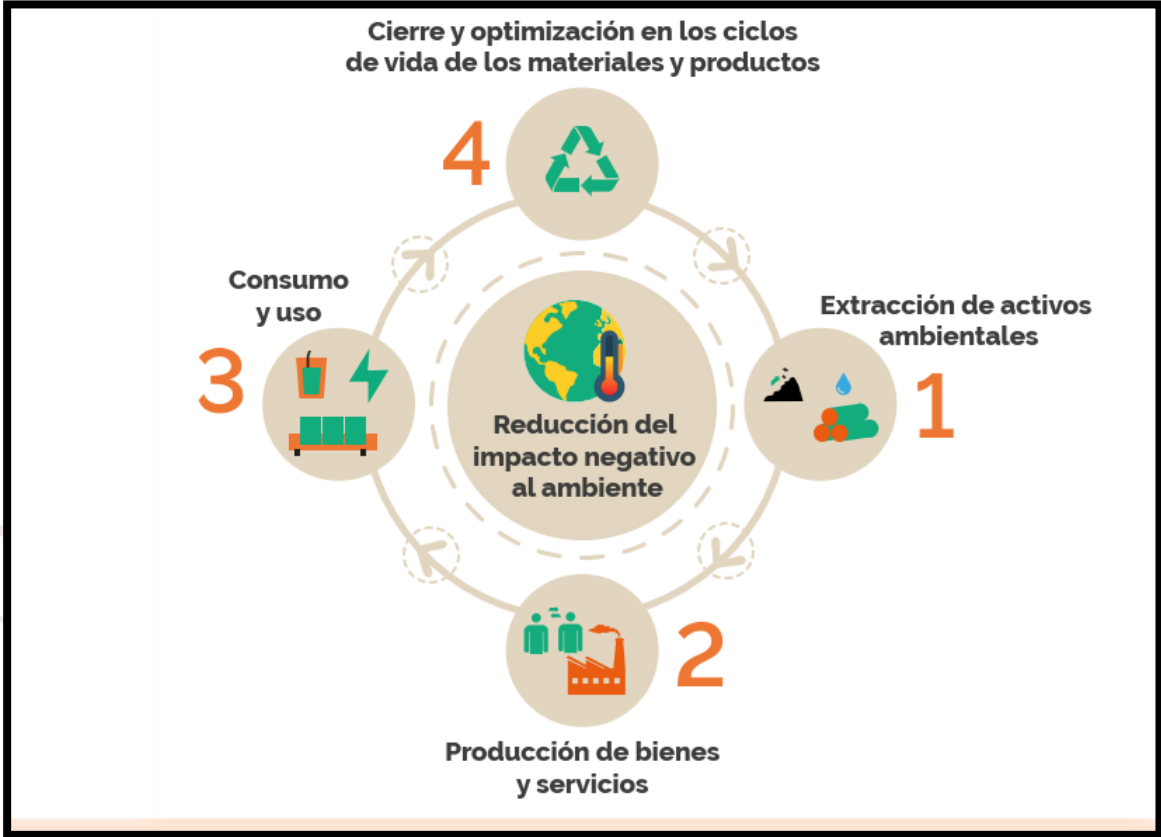 Cierre y optimización en los ciclos
de vida de los materiales y productos
4
Consumo
y uso
3
Extracción de activos
ambientales
1
Reducción del
impacto negativo
al ambiente
2
Producción de bienes
y servicios